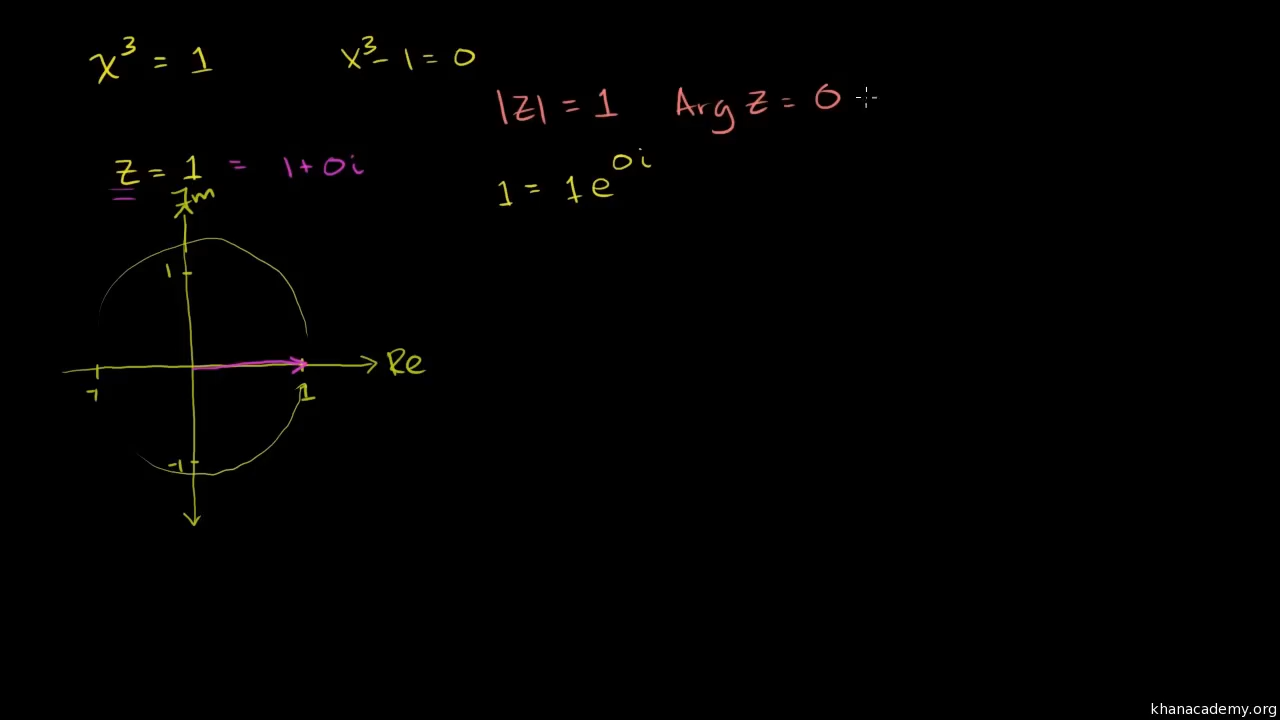 x³ = 1
x³ - 1 = 0
|z| = 1 Arg z = 0
z = 1 = 1 + 0i
1 = 1e^{0i}
Im
1
Re
-1
1
-1
khanacademy.org